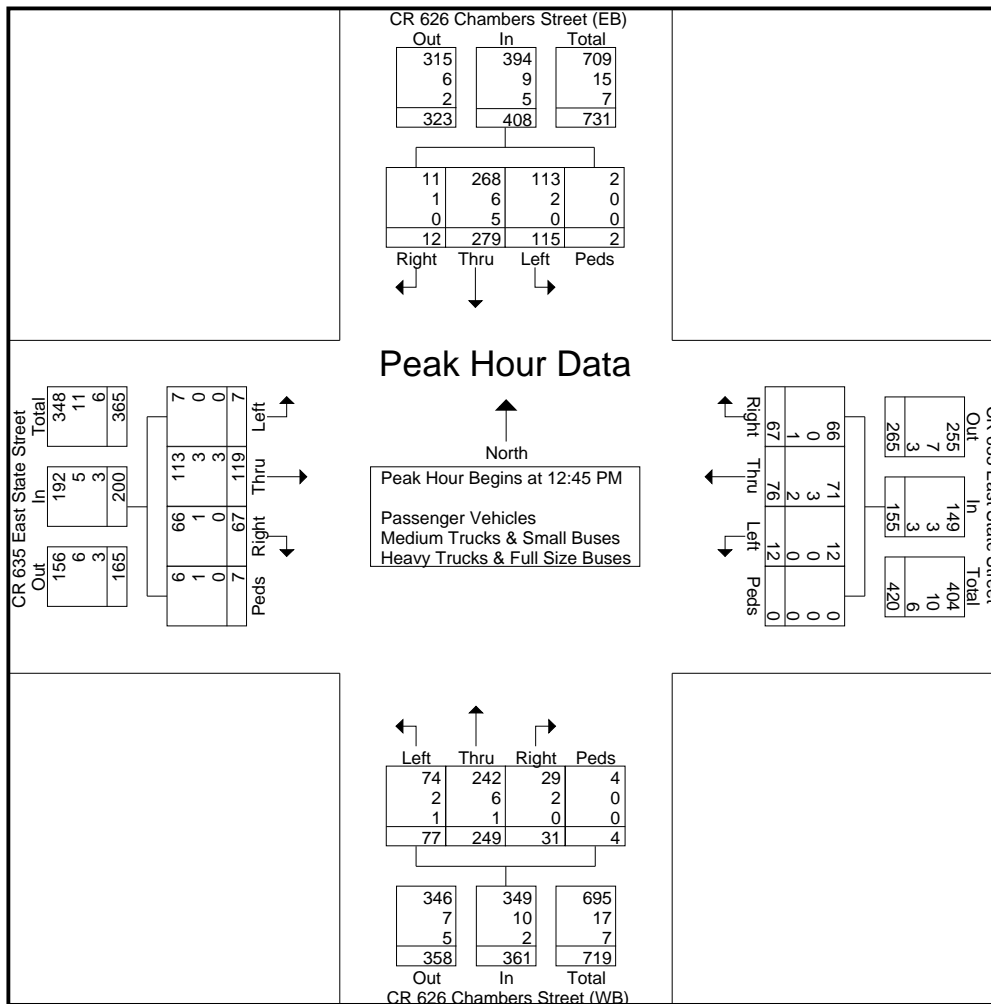 CR 626 Chambers Street (EB)
Out In Total
315 394 709
6 9 15
2 5 7
323 408 731
11 268 113 2
1 6 2 0
0 5 0 0
12 279 115 2
Right Thru Left Peds
Peak Hour Data
North
Peak Hour Begins at 12:45 PM
Passenger Vehicles
Medium Trucks & Small Buses
Heavy Trucks & Full Size Buses
CR 635 East State Street
Out In Total
156 192 348
6 5 11
3 3 6
165 200 365
6 66 113 7
1 1 3 0
0 0 3 0
7 67 119 7
Peds Right Thru Left
Out In Total
255 149 404
7 3 10
3 3 6
265 155 420
66 71 12 0
0 3 0 0
1 2 0 0
67 76 12 0
Right Thru Left Peds
East State Street
Left Thru Right Peds
74 242 29 4
2 6 2 0
1 1 0 0
77 249 31 4
346 349 695
7 10 17
5 2 7
358 361 719
Out In Total
CR 626 Chambers Street (WB)